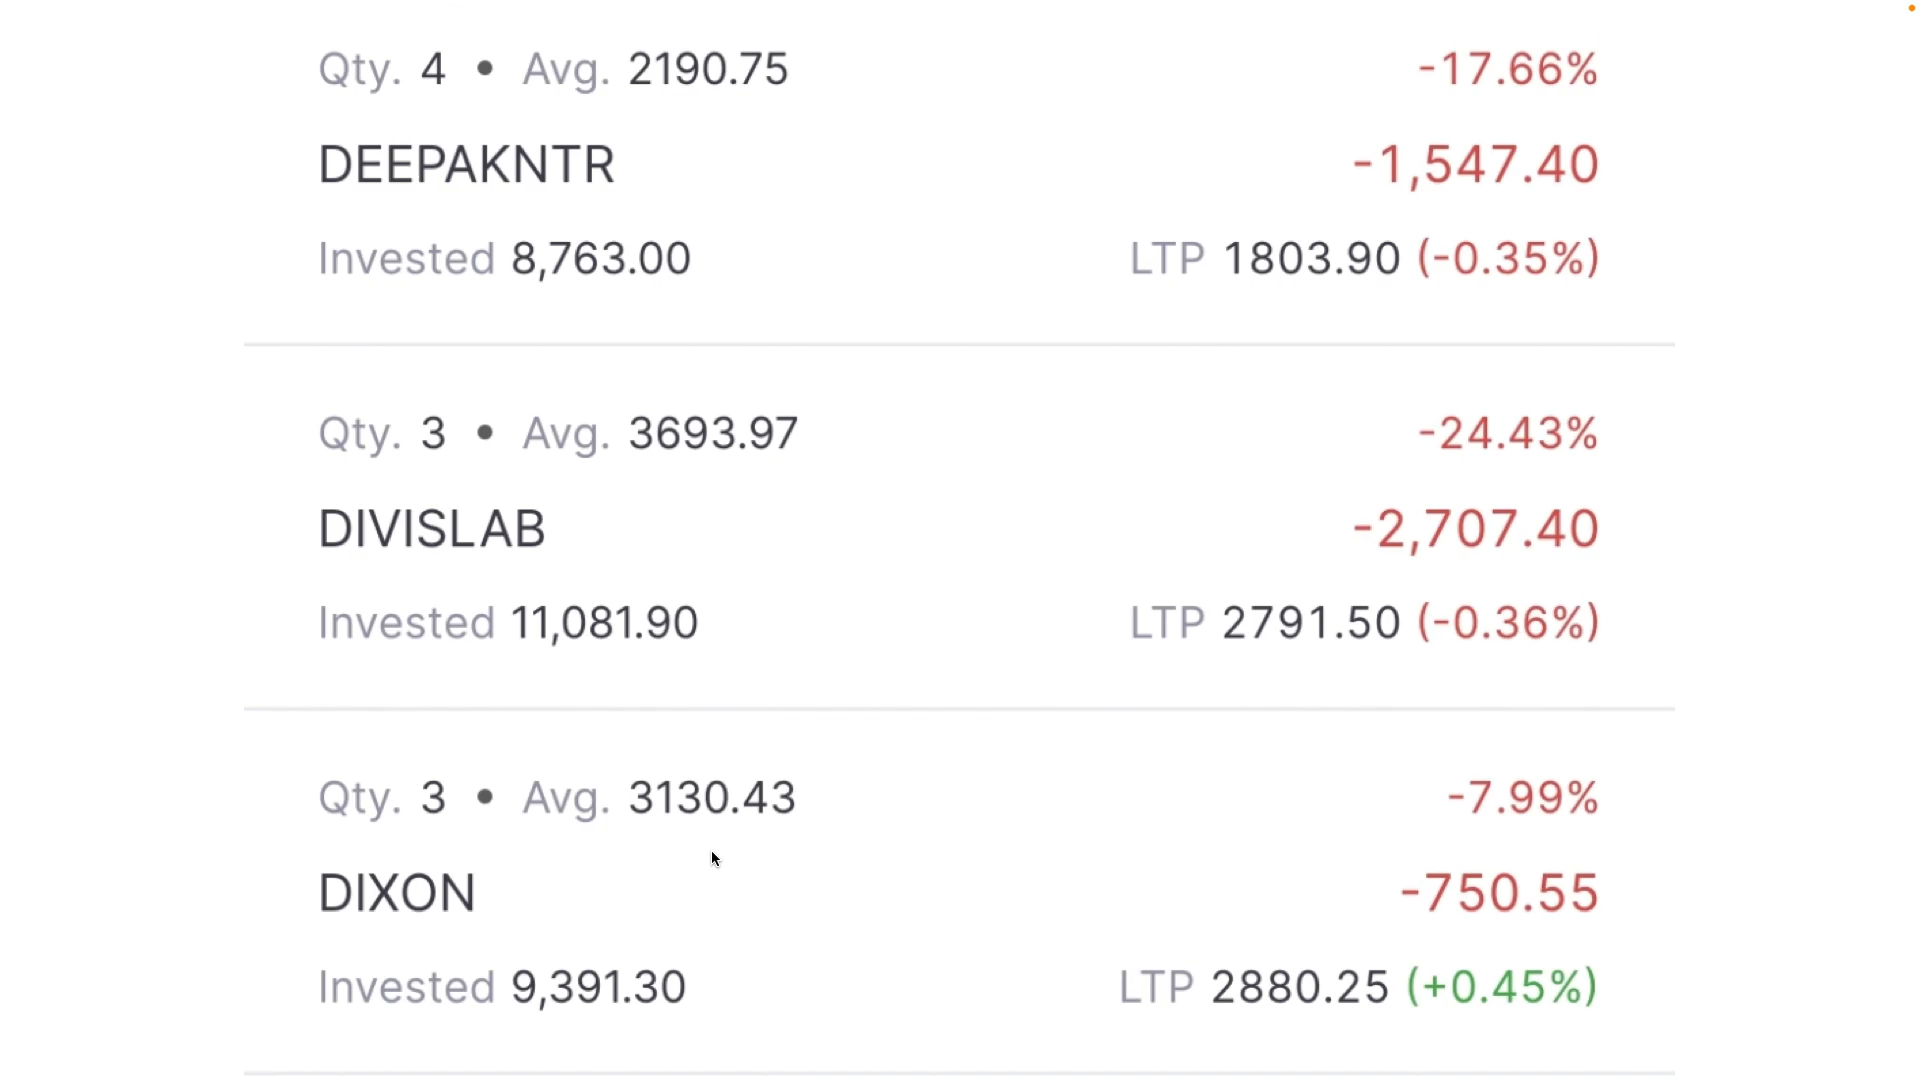 Qty. 4 • Avg. 2190.75 -17.66%
DEEPAKNTR -1,547.40
Invested 8,763.00 LTP 1803.90 (-0.35%)
Qty. 3 • Avg. 3693.97 -24.43%
DIVISLAB -2,707.40
Invested 11,081.90 LTP 2791.50 (-0.36%)
Qty. 3 • Avg. 3130.43 -7.99%
DIXON -750.55
Invested 9,391.30 LTP 2880.25 (+0.45%)